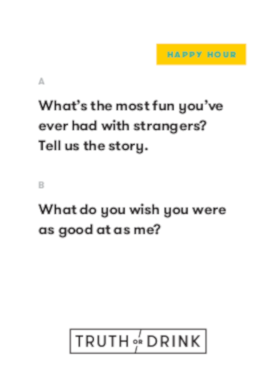 HAPPY HOUR
A
What's the most fun you've
ever had with strangers?
Tell us the story.
B
What do you wish you were
as good at as me?
TRUTH OR DRINK